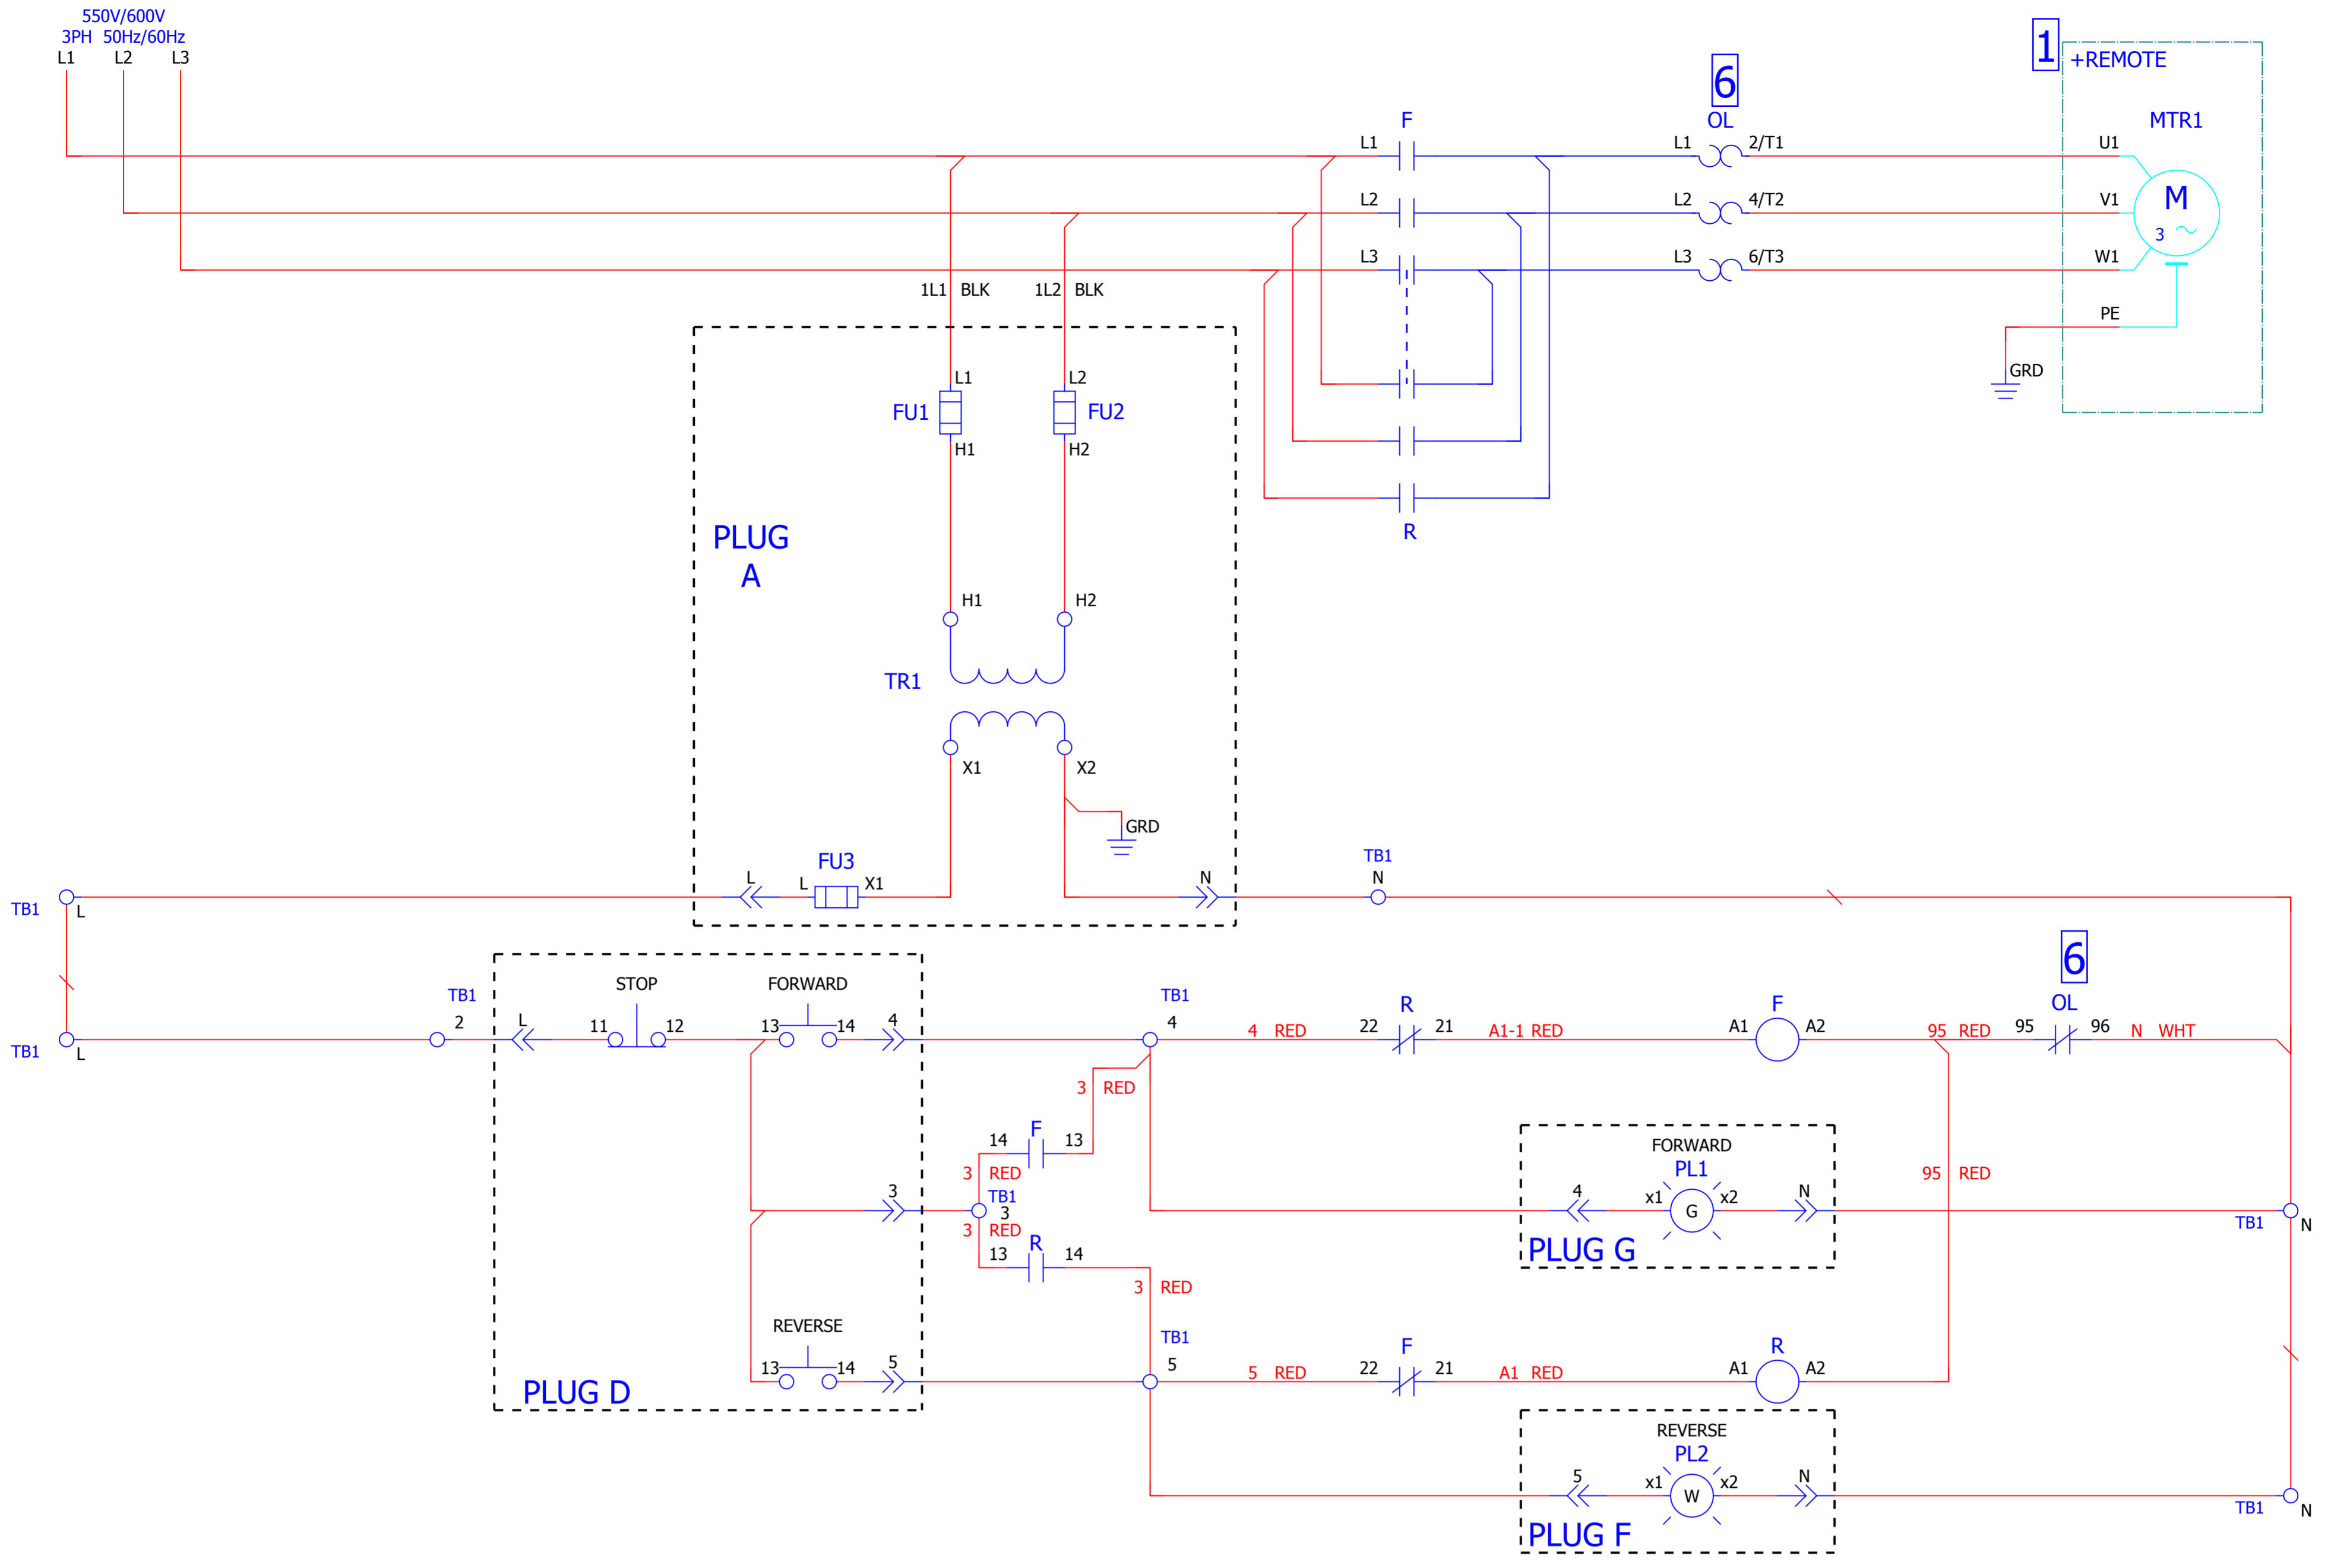 550V/600V
3PH 50Hz/60Hz
L1 L2 L3
1 +REMOTE
6
F OL MTR1
L1 L1 2/T1 U1
L2 L2 4/T2 V1
M
3
L3 L3 6/T3 W1
1L1 BLK 1L2 BLK
PE
GRD
L1 L2
FU1 FU2
H1 H2
R
PLUG
A
H1 H2
TR1
X1 X2
GRD
FU3
L L X1 N
TB1
N
TB1
L
6
STOP FORWARD
TB1
2
L 11 12 13 14 4
TB1
4
4 RED
R
22 21
A1-1 RED
F
A1 A2
95 RED
OL
95 96
N WHT
TB1
L
3 RED
F
14 13
3 RED
TB1
3
3
3 RED
R
13 14
3 RED
FORWARD
PL1
4 x1 G x2 N
PLUG G
95 RED
TB1
N
REVERSE
13 14 5
PLUG D
TB1
5
5 RED
F
22 21
A1 RED
R
A1 A2
REVERSE
PL2
5 x1 W x2 N
PLUG F
TB1
N